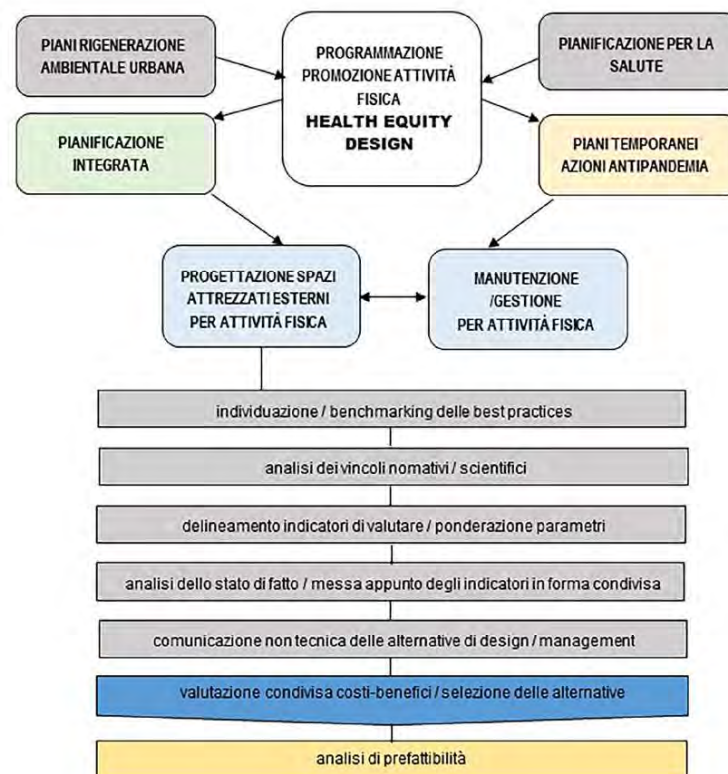 PIANI RIGENERAZIONE
AMBIENTALE URBANA
PROGRAMMAZIONE
PROMOZIONE ATTIVITÀ
FISICA
HEALTH EQUITY
DESIGN
PIANIFICAZIONE PER LA
SALUTE
PIANIFICAZIONE
INTEGRATA
PIANI TEMPORANEI
AZIONI ANTIPANDEMIA
PROGETTAZIONE SPAZI
ATTREZZATI ESTERNI
PER ATTIVITÀ FISICA
MANUTENZIONE
/GESTIONE
PER ATTIVITÀ FISICA
individuazione / benchmarking delle best practices
analisi dei vincoli normativi / scientifici
delineamento indicatori di valutare / ponderazione parametri
analisi dello stato di fatto / messa appunto degli indicatori in forma condivisa
comunicazione non tecnica delle alternative di design / management
valutazione condivisa costi-benefici / selezione delle alternative
analisi di prefattibilità